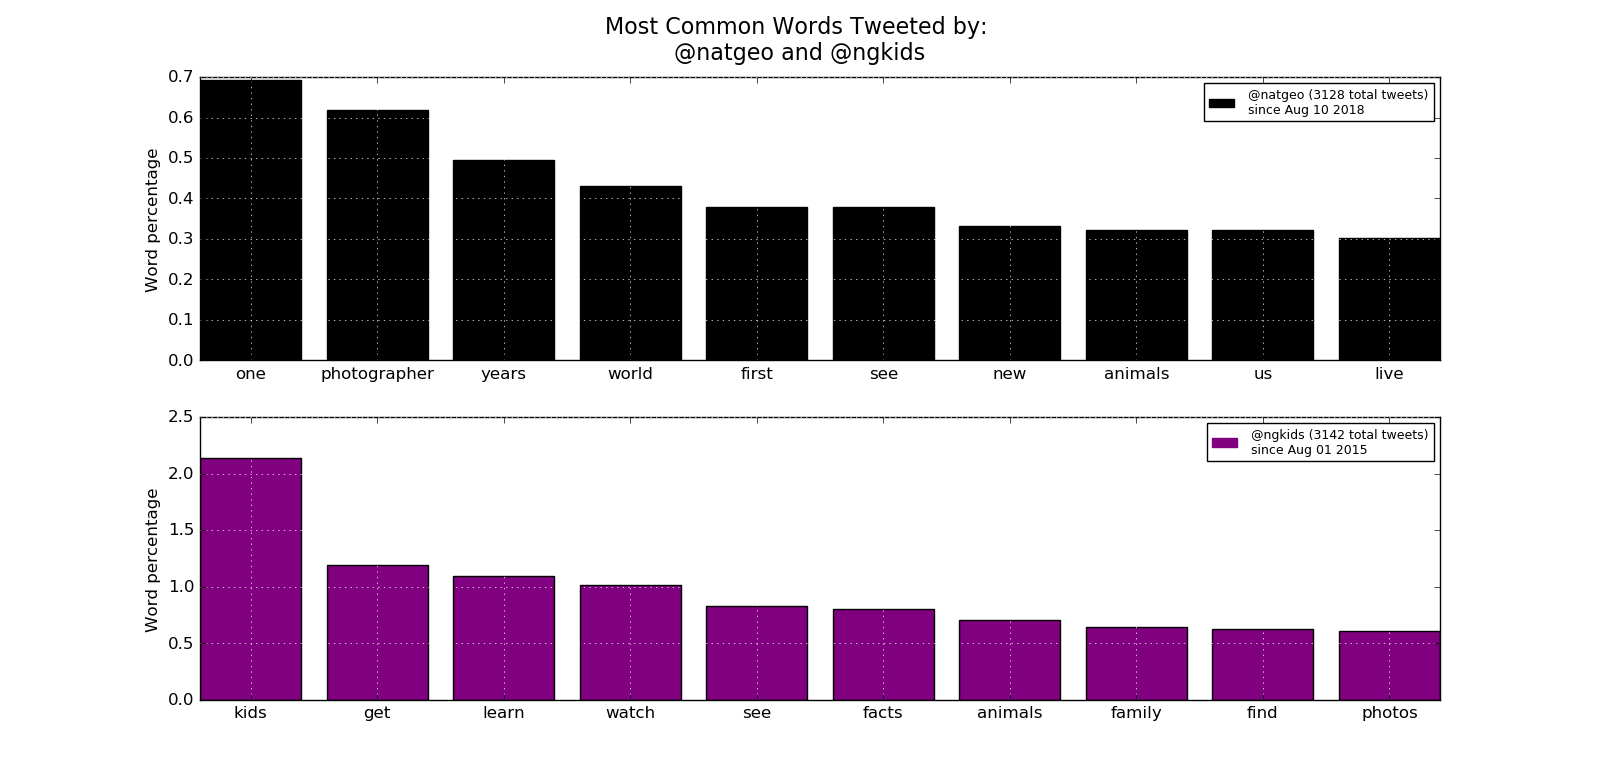 Most Common Words Tweeted by:
@natgeo and @ngkids
0.7
0.6
0.5
0.4
0.3
0.2
0.1
0.0
Word percentage
@natgeo (3128 total tweets)
since Aug 10 2018
one photographer years world first see new animals us live
2.5
2.0
1.5
1.0
0.5
0.0
Word percentage
@ngkids (3142 total tweets)
since Aug 01 2015
kids get learn watch see facts animals family find photos